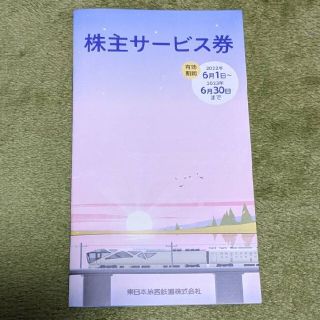 株主サービス券
有効
期間
2022年
6月1日~
2023年
6月30日
まで
東日本旅客鉄道株式会社